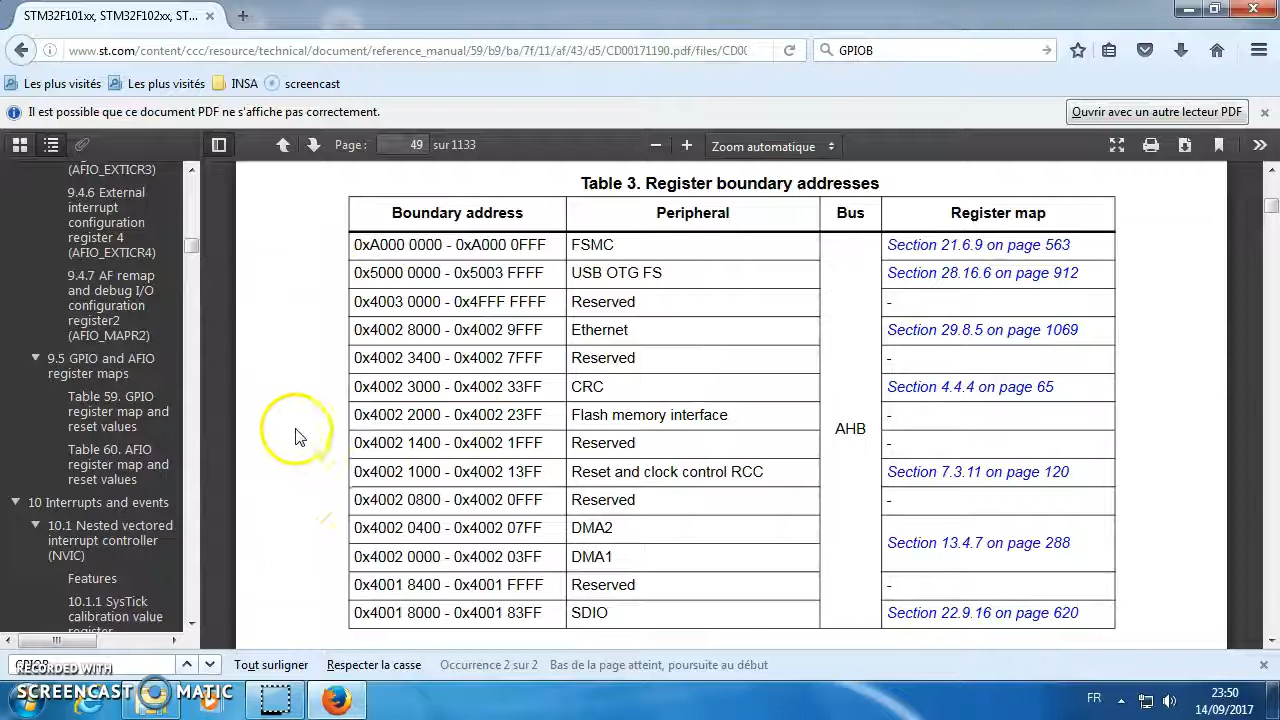 STM32F101xx, STM32F102xx, ST...
www.st.com/content/ccc/resource/technical/document/reference_manual/59/b9/ba/7f/11/af/43/d5/CD00171190.pdf/files/CD00
GPIOB
Les plus visités
Les plus visités
INSA
screencast
Il est possible que ce document PDF ne s'affiche pas correctement.
Ouvrir avec un autre lecteur PDF
Page : 49 sur 1133
Zoom automatique
(AFIO_EXTICR3)
9.4.6 External
interrupt
configuration
register 4
(AFIO_EXTICR4)
9.4.7 AF remap
and debug I/O
configuration
register2
(AFIO_MAPR2)
9.5 GPIO and AFIO
register maps
Table 59. GPIO
register map and
reset values
Table 60. AFIO
register map and
reset values
10 Interrupts and events
10.1 Nested vectored
interrupt controller
(NVIC)
Features
10.1.1 SysTick
calibration value
register
Table 3. Register boundary addresses
Boundary address Peripheral Bus Register map
0xA000 0000 - 0xA000 0FFF FSMC Section 21.6.9 on page 563
0x5000 0000 - 0x5003 FFFF USB OTG FS Section 28.16.6 on page 912
0x4003 0000 - 0x4FFF FFFF Reserved -
0x4002 8000 - 0x4002 9FFF Ethernet Section 29.8.5 on page 1069
0x4002 3400 - 0x4002 7FFF Reserved -
0x4002 3000 - 0x4002 33FF CRC Section 4.4.4 on page 65
0x4002 2000 - 0x4002 23FF Flash memory interface -
AHB
0x4002 1400 - 0x4002 1FFF Reserved -
0x4002 1000 - 0x4002 13FF Reset and clock control RCC Section 7.3.11 on page 120
0x4002 0800 - 0x4002 0FFF Reserved -
0x4002 0400 - 0x4002 07FF DMA2
Section 13.4.7 on page 288
0x4002 0000 - 0x4002 03FF DMA1
0x4001 8400 - 0x4001 FFFF Reserved -
0x4001 8000 - 0x4001 83FF SDIO Section 22.9.16 on page 620
Tout surligner
Respecter la casse
Occurrence 2 sur 2
Bas de la page atteint, poursuite au début
RECORDED WITH
SCREENCAST MATIC
FR
23:50
14/09/2017